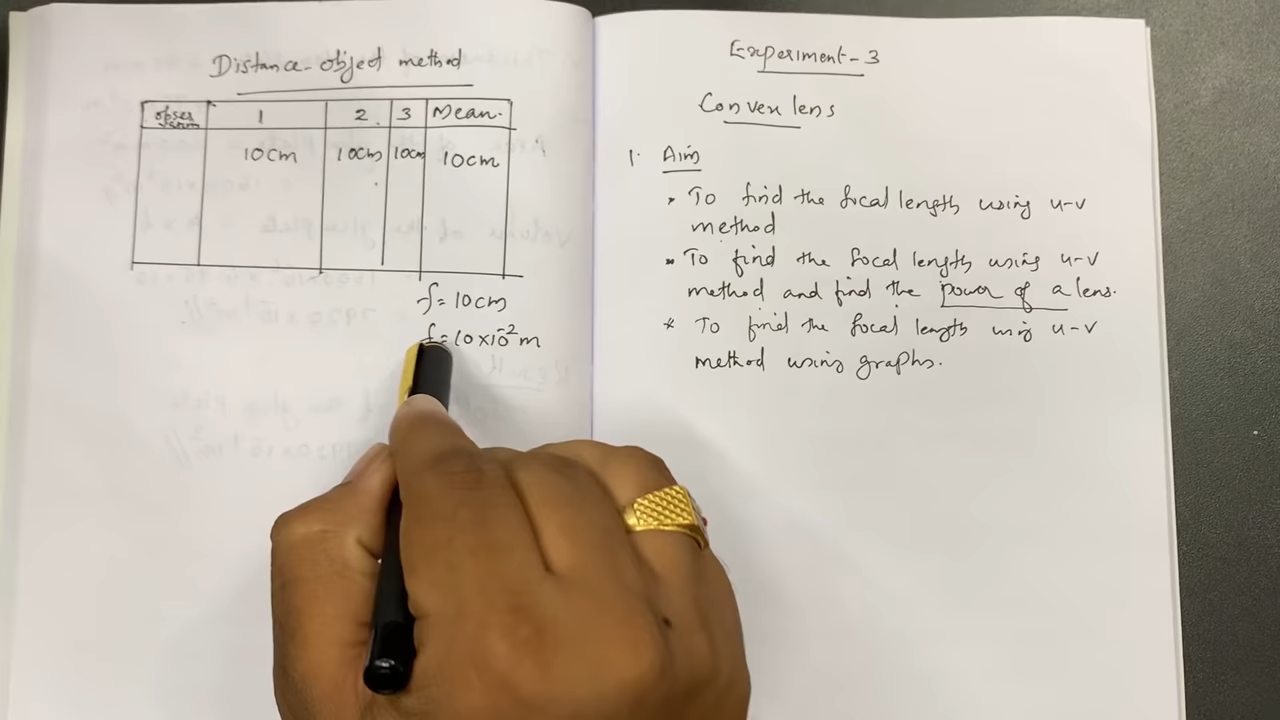 Distance-object method
obser
vation 1 2. 3 Mean.
10cm 10cm 10cm 10cm
f=10cm
f=10×10⁻²m
Experiment-3
Convex lens
1. Aim
• To find the focal length using u-v
method
• To find the focal length using u-v
method and find the power of a lens.
* To find the focal length using u-v
method using graphs.